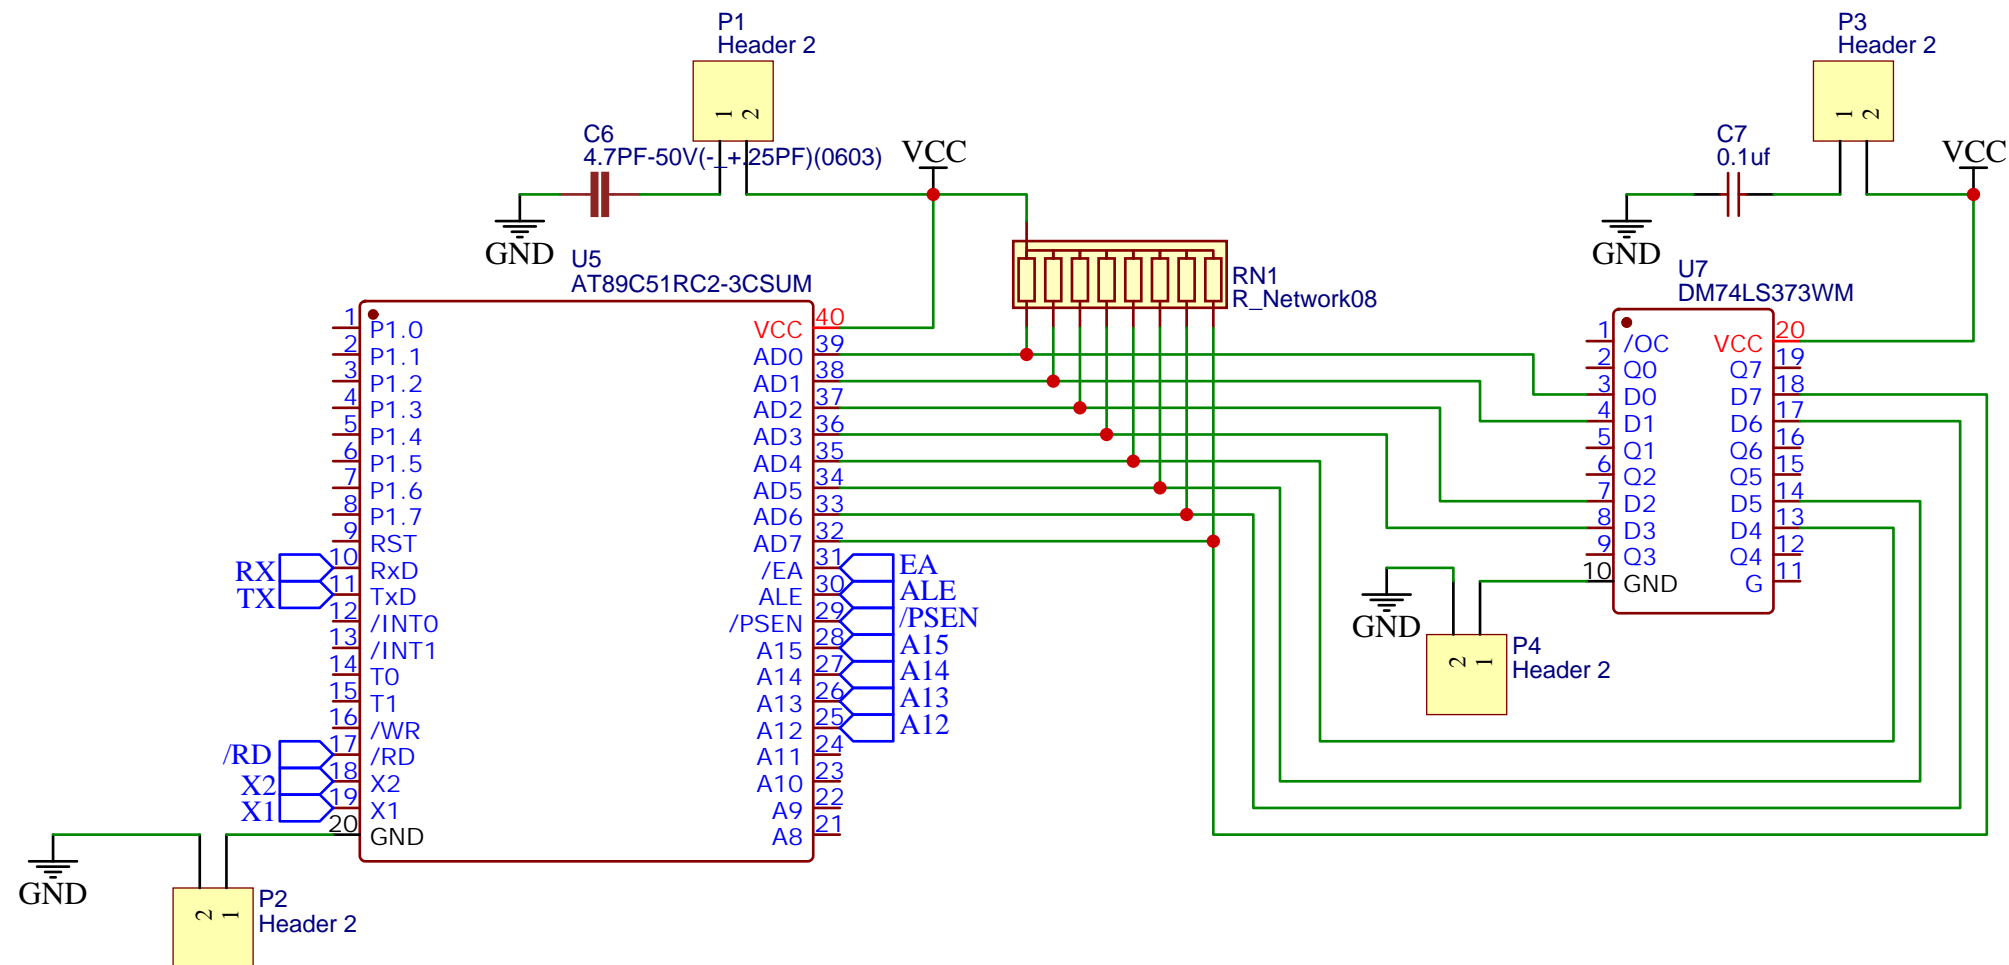 P1
Header 2
1
2
C6
4.7PF-50V(-_+.25PF)(0603)
VCC
GND
P3
Header 2
1
2
C7
0.1uf
VCC
GND
U5
AT89C51RC2-3CSUM
1 P1.0
2 P1.1
3 P1.2
4 P1.3
5 P1.4
6 P1.5
7 P1.6
8 P1.7
9 RST
RX 10 RxD
TX 11 TxD
12 /INT0
13 /INT1
14 T0
15 T1
16 /WR
/RD 17 /RD
X2 18 X2
X1 19 X1
20 GND
VCC 40
AD0 39
AD1 38
AD2 37
AD3 36
AD4 35
AD5 34
AD6 33
AD7 32
/EA 31 EA
ALE 30 ALE
/PSEN 29 /PSEN
A15 28 A15
A14 27 A14
A13 26 A13
A12 25 A12
A11 24
A10 23
A9 22
A8 21
RN1
R_Network08
U7
DM74LS373WM
1 /OC
2 Q0
3 D0
4 D1
5 Q1
6 Q2
7 D2
8 D3
9 Q3
10 GND
VCC 20
Q7 19
D7 18
D6 17
Q6 16
Q5 15
D5 14
D4 13
Q4 12
G 11
GND
P4
Header 2
2
1
GND
P2
Header 2
2
1